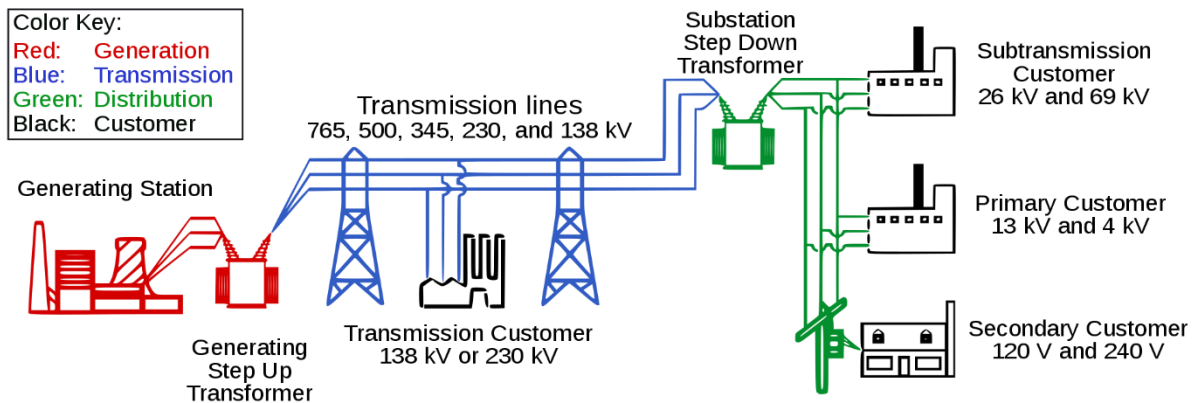 Color Key:
Red: Generation
Blue: Transmission
Green: Distribution
Black: Customer
Substation
Step Down
Transformer
Subtransmission
Customer
26 kV and 69 kV
Transmission lines
765, 500, 345, 230, and 138 kV
Generating Station
Primary Customer
13 kV and 4 kV
Transmission Customer
138 kV or 230 kV
Secondary Customer
120 V and 240 V
Generating
Step Up
Transformer